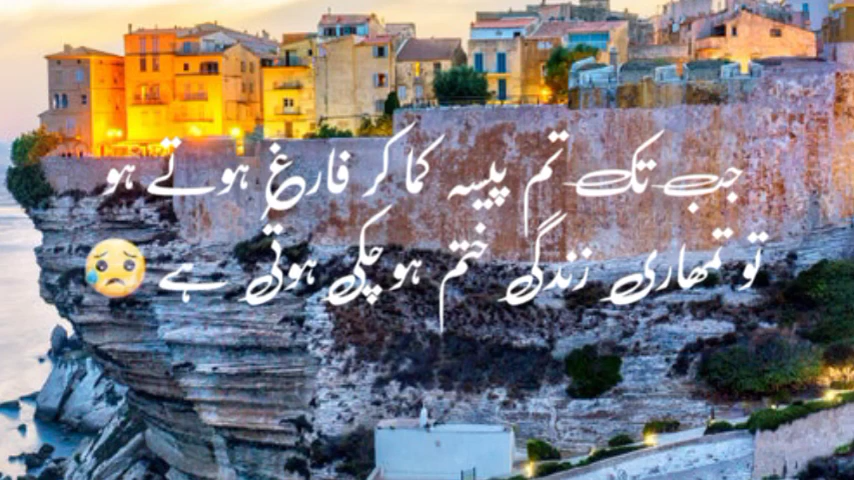 جب تک تم پیسہ کما کر فارغ ہوتے ہو
تو تمھاری زندگی ختم ہو چکی ہوتی ہے 😥